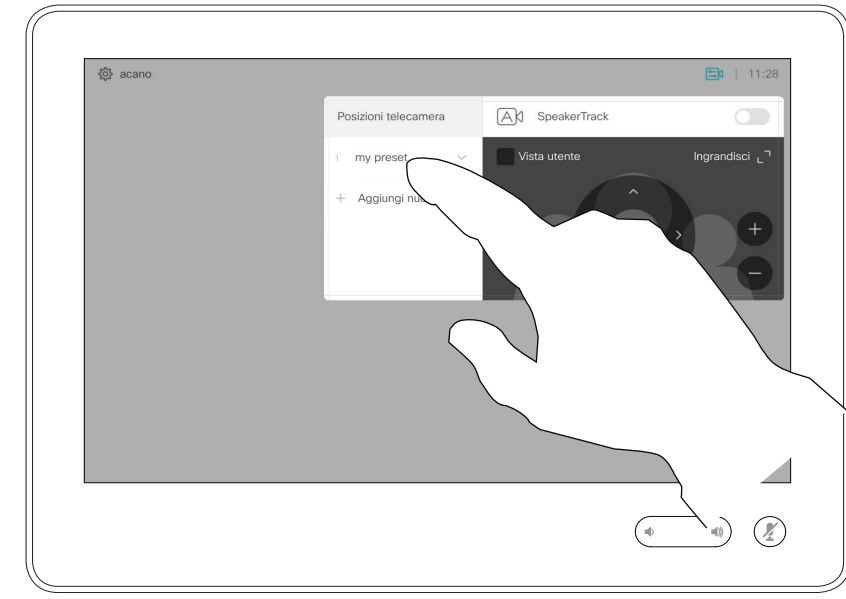 acano
11:28
Posizioni telecamera
SpeakerTrack
1 my preset
Vista utente
Ingrandisci
+ Aggiungi